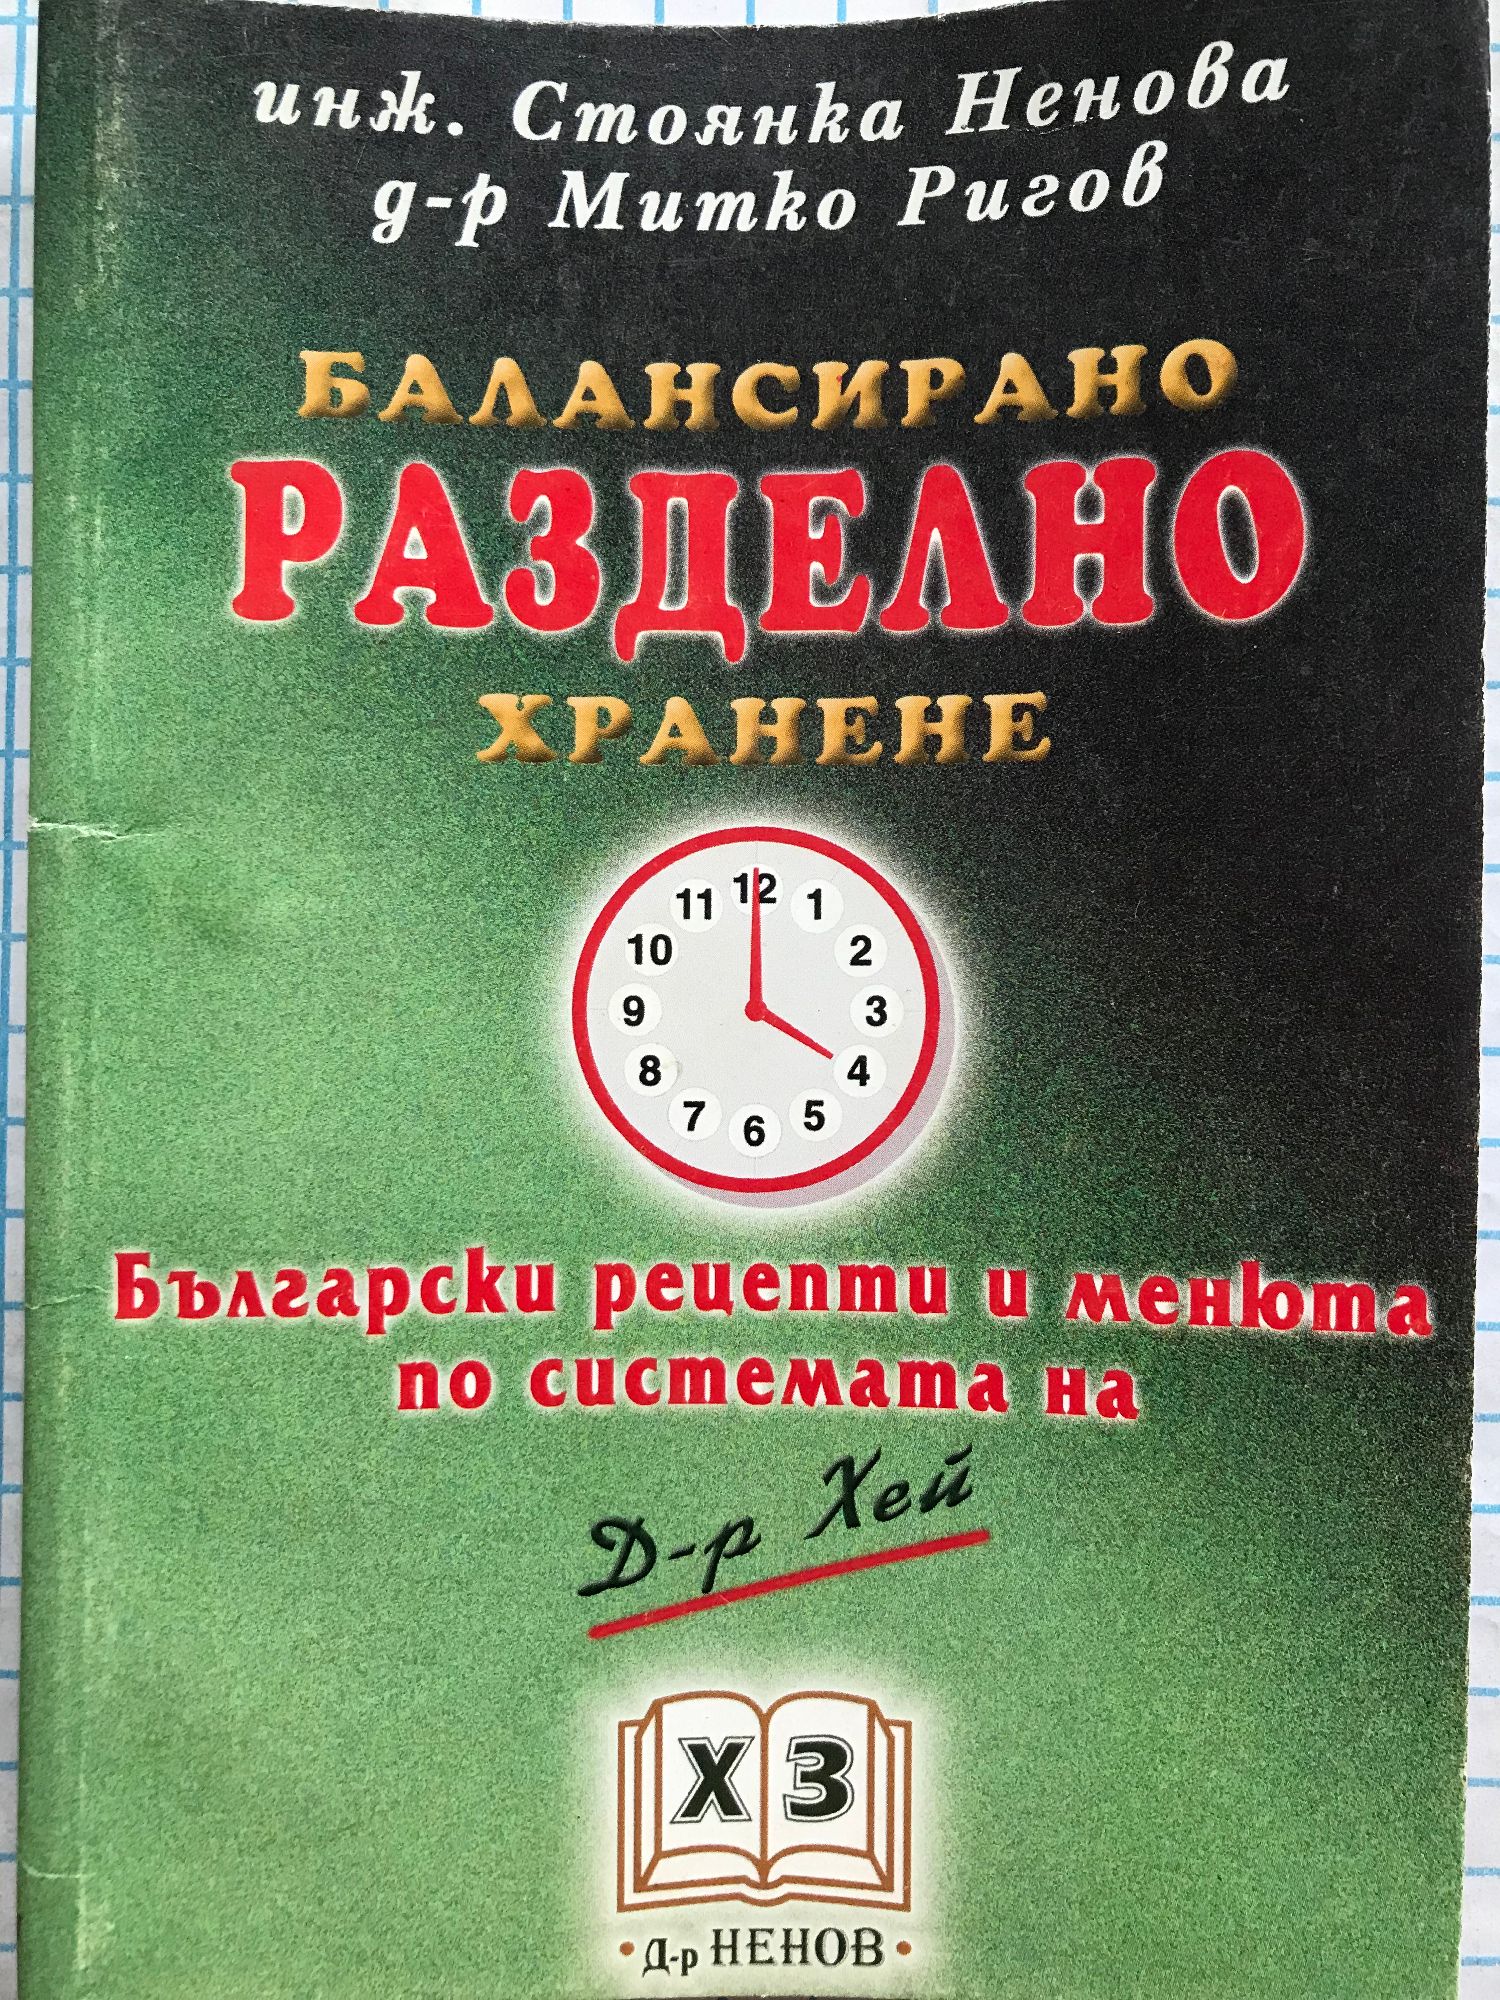 инж. Стоянка Ненова
д-р Митко Ригов
БАЛАНСИРАНО
РАЗДЕЛНО
ХРАНЕНЕ
12
11 1
10 2
9 3
8 4
7 5
6
Български рецепти и менюта
по системата на
Д-р Хей
Х З
• Д-р НЕНОВ •